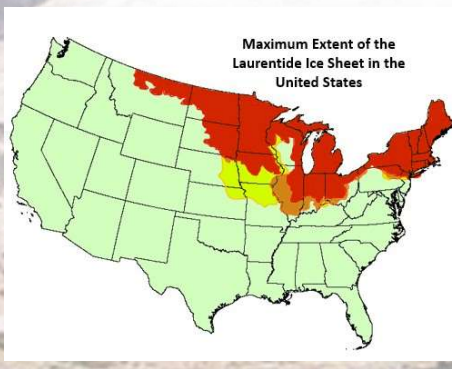 Maximum Extent of the
Laurentide Ice Sheet in the
United States